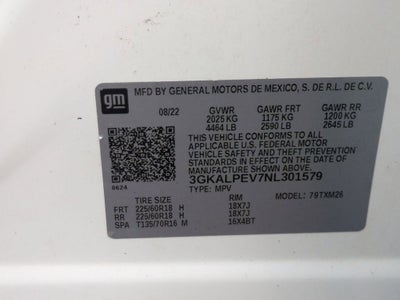 gm
MFD BY GENERAL MOTORS DE MEXICO, S. DE R.L. DE C.V.
08/22 GVWR GAWR FRT GAWR RR
2025 KG 1175 KG 1200 KG
4464 LB 2590 LB 2645 LB
THIS VEHICLE CONFORMS TO ALL
APPLICABLE U.S. FEDERAL MOTOR
VEHICLE SAFETY AND THEFT PREVENTION
STANDARDS IN EFFECT ON THE DATE OF
MANUFACTURE SHOWN ABOVE.
3GKALPEV7NL301579
0624 TYPE: MPV MODEL: 79TXM26
TIRE SIZE RIM
FRT 225/60R18 H 18X7J
RR 225/60R18 H 18X7J
SPA T135/70R16 M 16X4BT